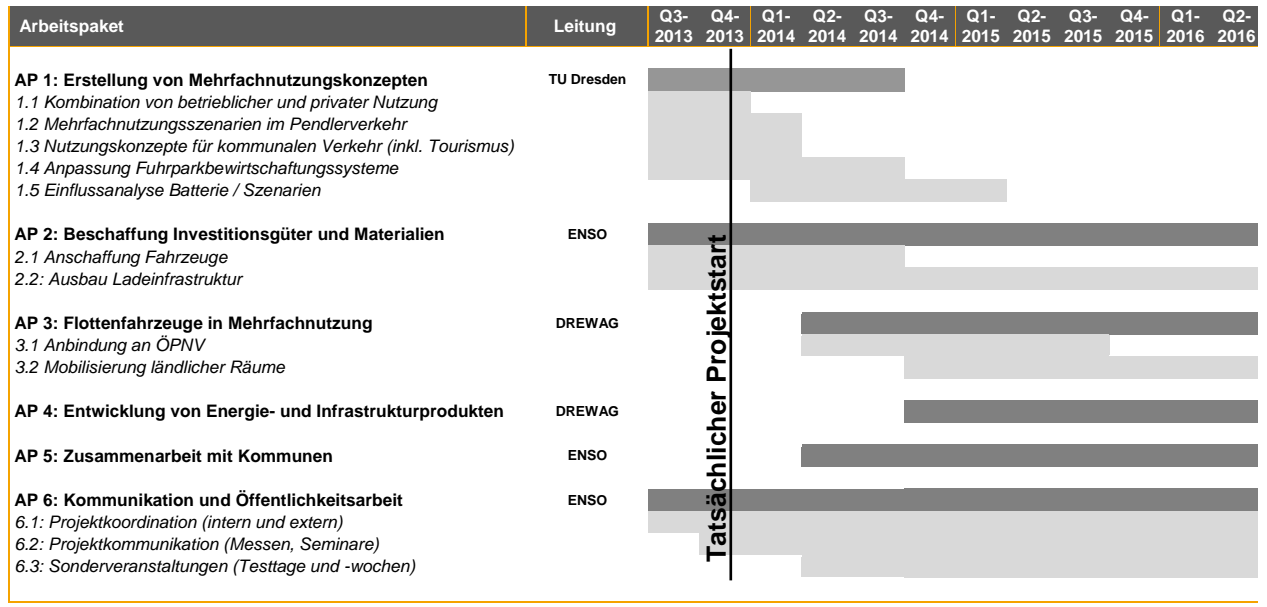 Arbeitspaket Leitung Q3-2013 Q4-2013 Q1-2014 Q2-2014 Q3-2014 Q4-2014 Q1-2015 Q2-2015 Q3-2015 Q4-2015 Q1-2016 Q2-2016
AP 1: Erstellung von Mehrfachnutzungskonzepten TU Dresden
1.1 Kombination von betrieblicher und privater Nutzung
1.2 Mehrfachnutzungsszenarien im Pendlerverkehr
1.3 Nutzungskonzepte für kommunalen Verkehr (inkl. Tourismus)
1.4 Anpassung Fuhrparkbewirtschaftungssysteme
1.5 Einflussanalyse Batterie / Szenarien
AP 2: Beschaffung Investitionsgüter und Materialien ENSO
2.1 Anschaffung Fahrzeuge
2.2: Ausbau Ladeinfrastruktur
AP 3: Flottenfahrzeuge in Mehrfachnutzung DREWAG
3.1 Anbindung an ÖPNV
3.2 Mobilisierung ländlicher Räume
AP 4: Entwicklung von Energie- und Infrastrukturprodukten DREWAG
AP 5: Zusammenarbeit mit Kommunen ENSO
AP 6: Kommunikation und Öffentlichkeitsarbeit ENSO
6.1: Projektkoordination (intern und extern)
6.2: Projektkommunikation (Messen, Seminare)
6.3: Sonderveranstaltungen (Testtage und -wochen)
Tatsächlicher Projektstart